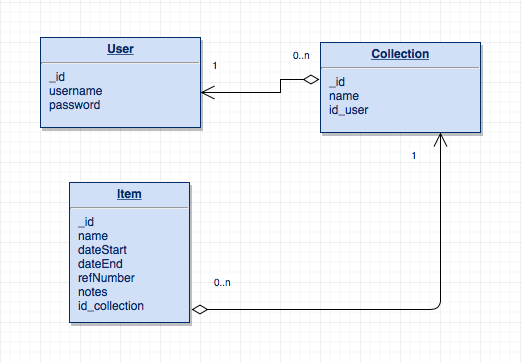 User
_id
username
password
1
0..n
Collection
_id
name
id_user
1
Item
_id
name
dateStart
dateEnd
refNumber
notes
id_collection
0..n